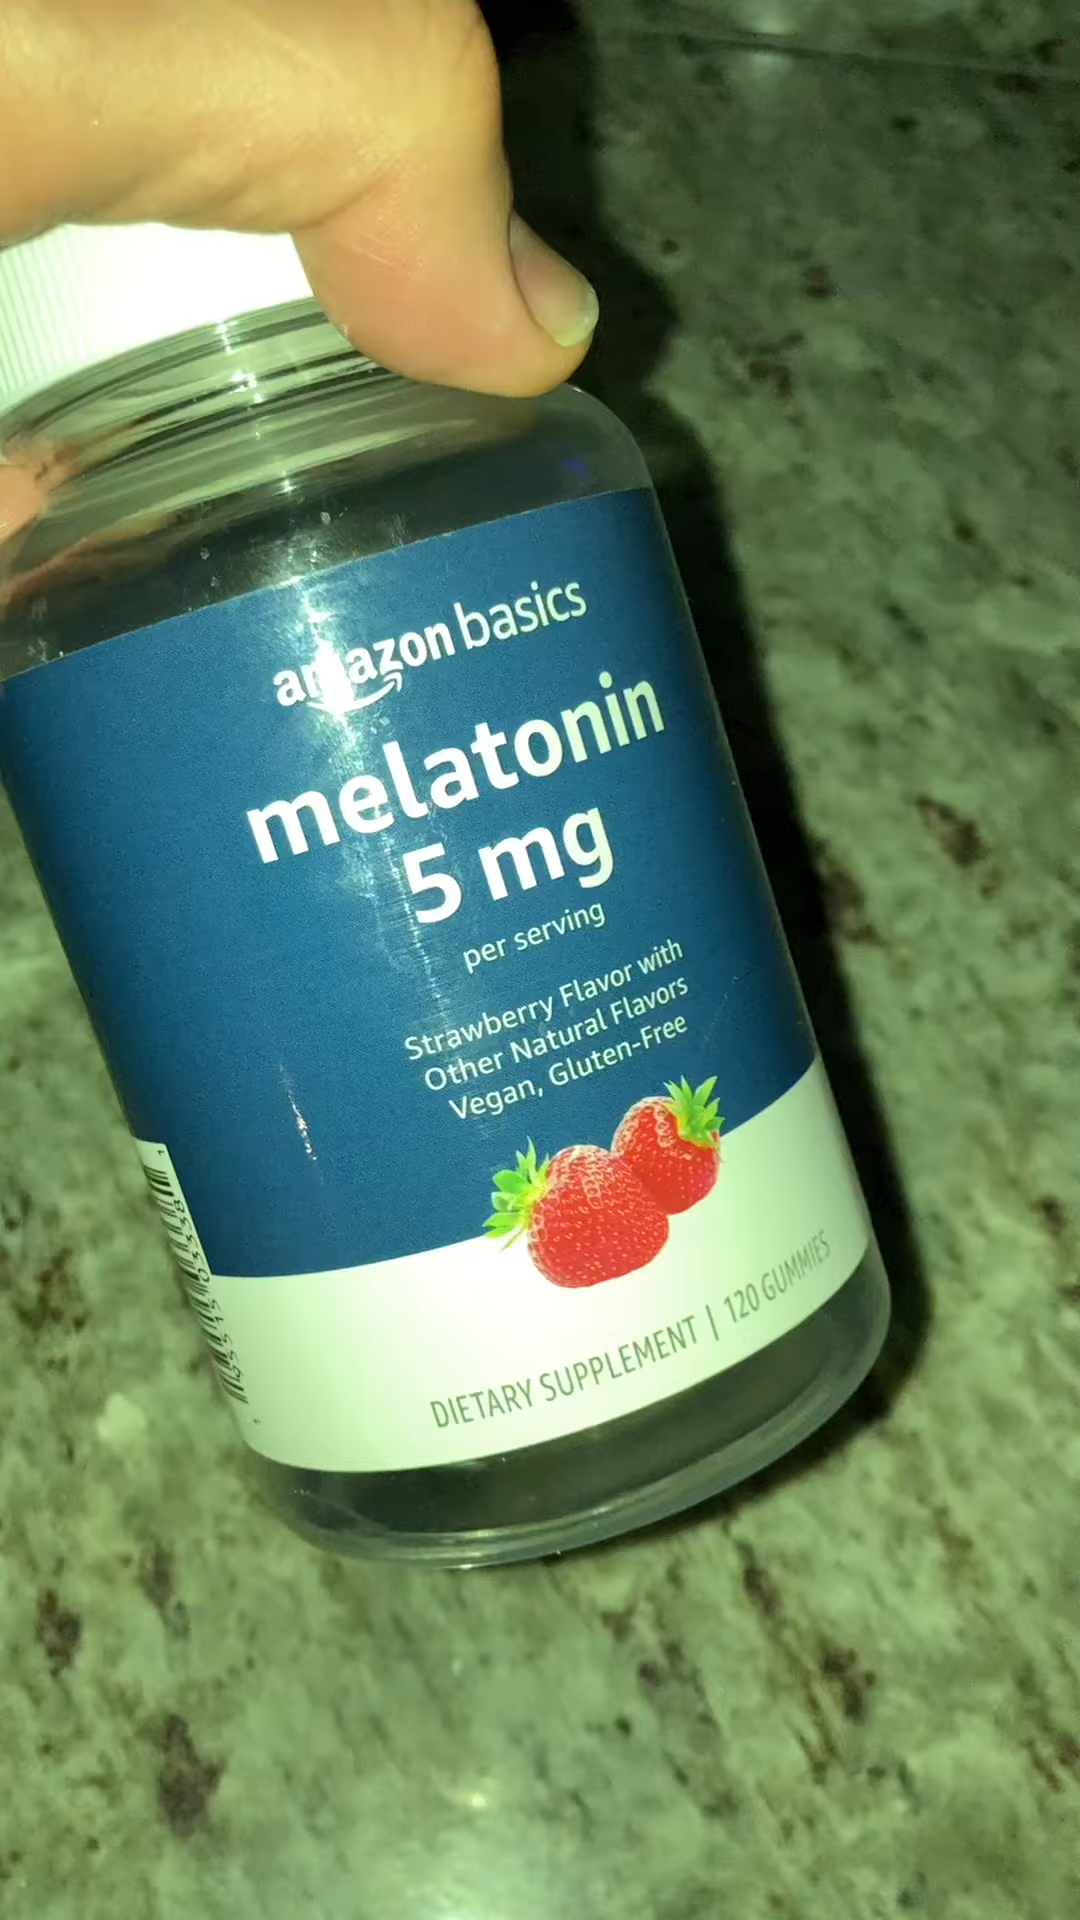 amazon basics
melatonin
5 mg
per serving
Strawberry Flavor with
Other Natural Flavors
Vegan, Gluten-Free
DIETARY SUPPLEMENT | 120 GUMMIES